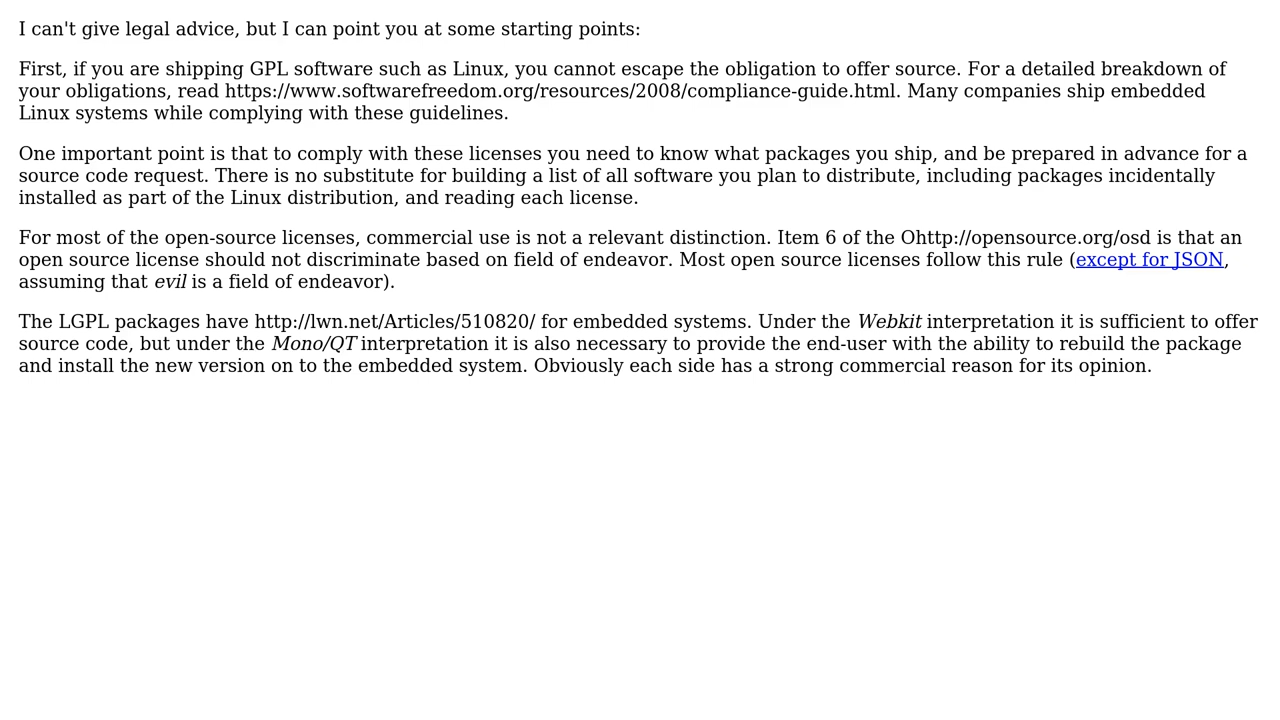 I can't give legal advice, but I can point you at some starting points:
First, if you are shipping GPL software such as Linux, you cannot escape the obligation to offer source. For a detailed breakdown of
your obligations, read https://www.softwarefreedom.org/resources/2008/compliance-guide.html. Many companies ship embedded
Linux systems while complying with these guidelines.
One important point is that to comply with these licenses you need to know what packages you ship, and be prepared in advance for a
source code request. There is no substitute for building a list of all software you plan to distribute, including packages incidentally
installed as part of the Linux distribution, and reading each license.
For most of the open-source licenses, commercial use is not a relevant distinction. Item 6 of the Ohttp://opensource.org/osd is that an
open source license should not discriminate based on field of endeavor. Most open source licenses follow this rule (except for JSON,
assuming that evil is a field of endeavor).
The LGPL packages have http://lwn.net/Articles/510820/ for embedded systems. Under the Webkit interpretation it is sufficient to offer
source code, but under the Mono/QT interpretation it is also necessary to provide the end-user with the ability to rebuild the package
and install the new version on to the embedded system. Obviously each side has a strong commercial reason for its opinion.